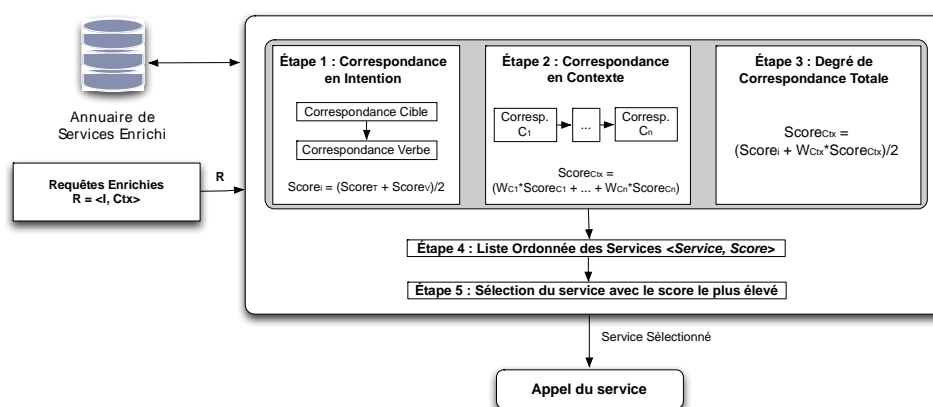 Annuaire de
Services Enrichi
Requêtes Enrichies
R = <I, Ctx>
R
Étape 1 : Correspondance
en Intention
Correspondance Cible
Correspondance Verbe
Scorei = (ScoreT + ScoreV)/2
Étape 2 : Correspondance
en Contexte
Corresp.
C1
...
Corresp.
Cn
ScoreCtx =
(WC1*ScoreC1 + ... + WCn*ScoreCn)
Étape 3 : Degré de
Correspondance Totale
ScoreCtx =
(Scorei + WCtx*ScoreCtx)/2
Étape 4 : Liste Ordonnée des Services <Service, Score>
Étape 5 : Sélection du service avec le score le plus élevé
Service Sélectionné
Appel du service